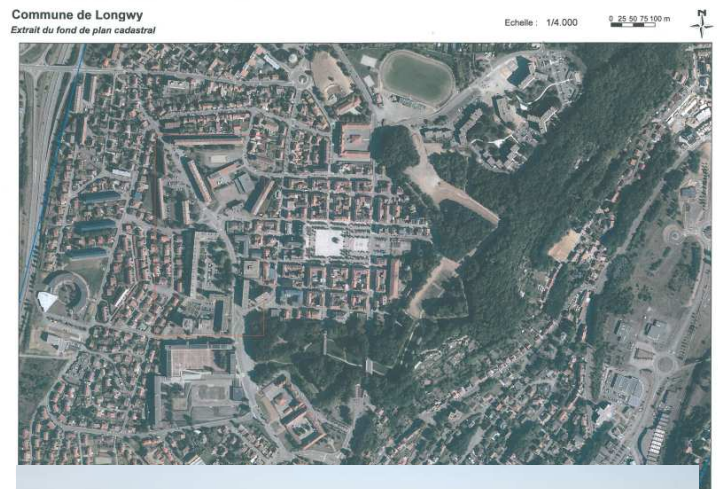 Commune de Longwy
Extrait du fond de plan cadastral
Echelle : 1/4.000
0 25 50 75 100 m
N